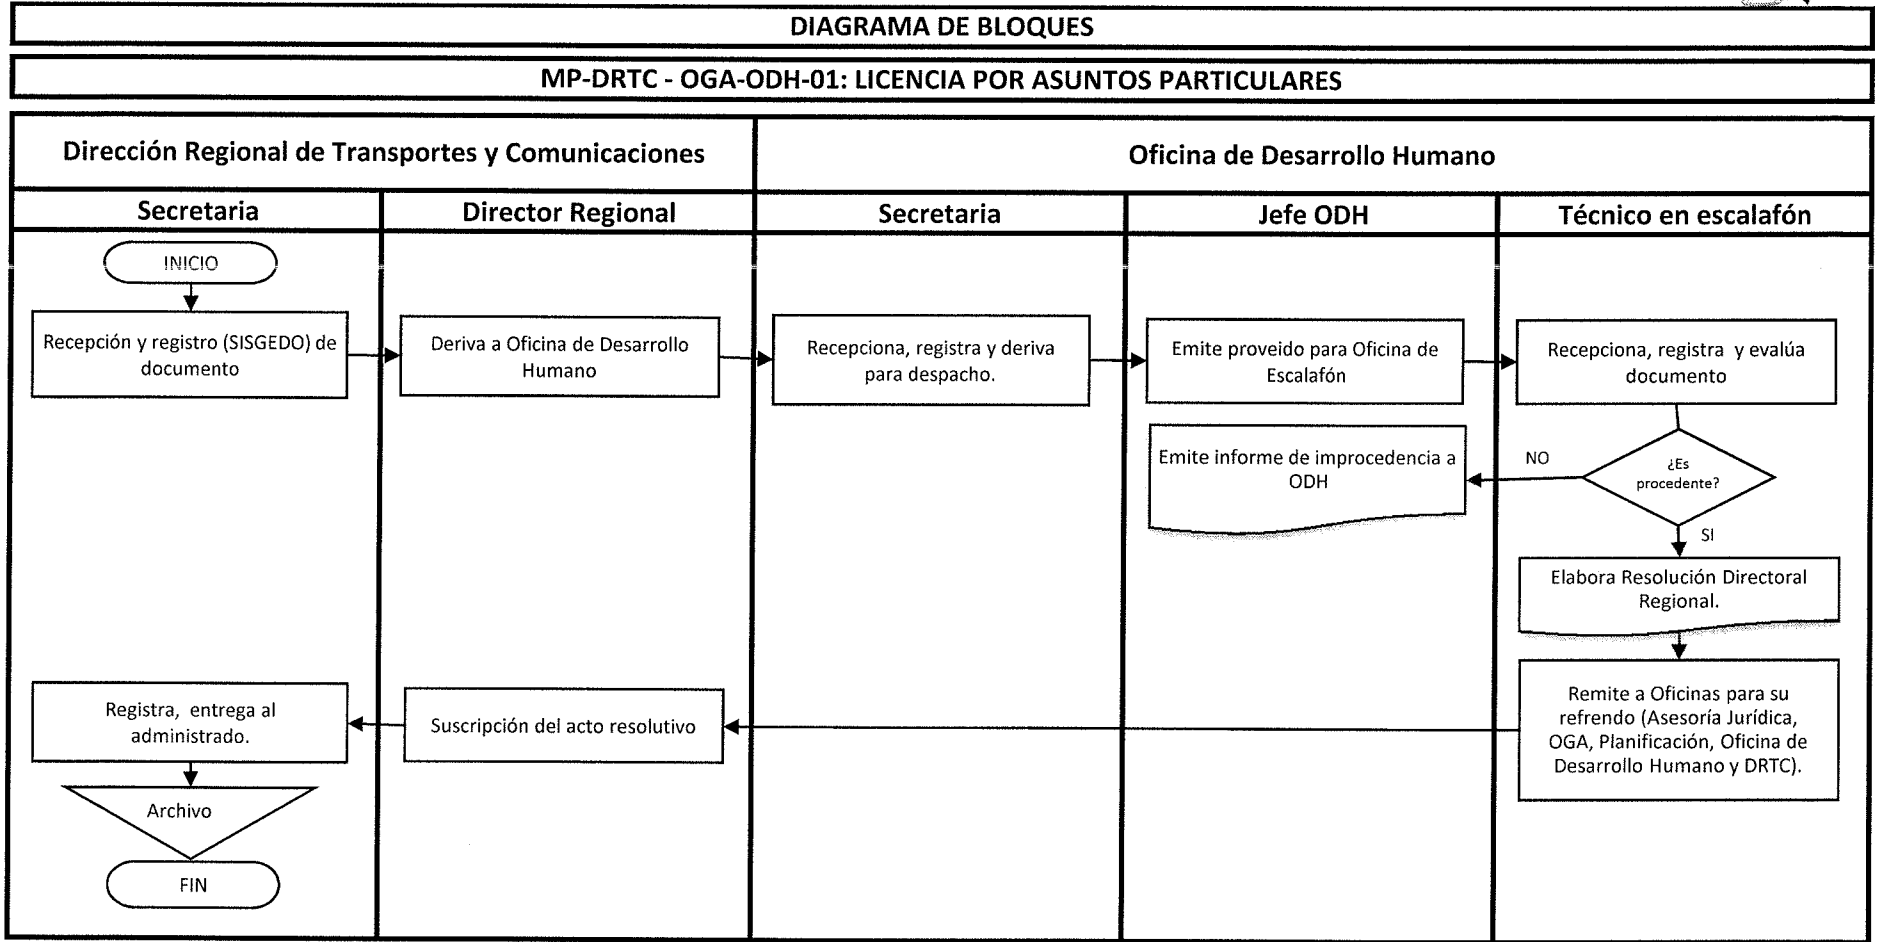 DIAGRAMA DE BLOQUES
MP-DRTC - OGA-ODH-01: LICENCIA POR ASUNTOS PARTICULARES
Dirección Regional de Transportes y Comunicaciones
Oficina de Desarrollo Humano
Secretaria
Director Regional
Secretaria
Jefe ODH
Técnico en escalafón
INICIO
Recepción y registro (SISGEDO) de
documento
Deriva a Oficina de Desarrollo
Humano
Recepciona, registra y deriva
para despacho.
Emite proveido para Oficina de
Escalafón
Recepciona, registra y evalúa
documento
Emite informe de improcedencia a
ODH
NO
¿Es
procedente?
SI
Elabora Resolución Directoral
Regional.
Registra, entrega al
administrado.
Suscripción del acto resolutivo
Remite a Oficinas para su
refrendo (Asesoría Jurídica,
OGA, Planificación, Oficina de
Desarrollo Humano y DRTC).
Archivo
FIN